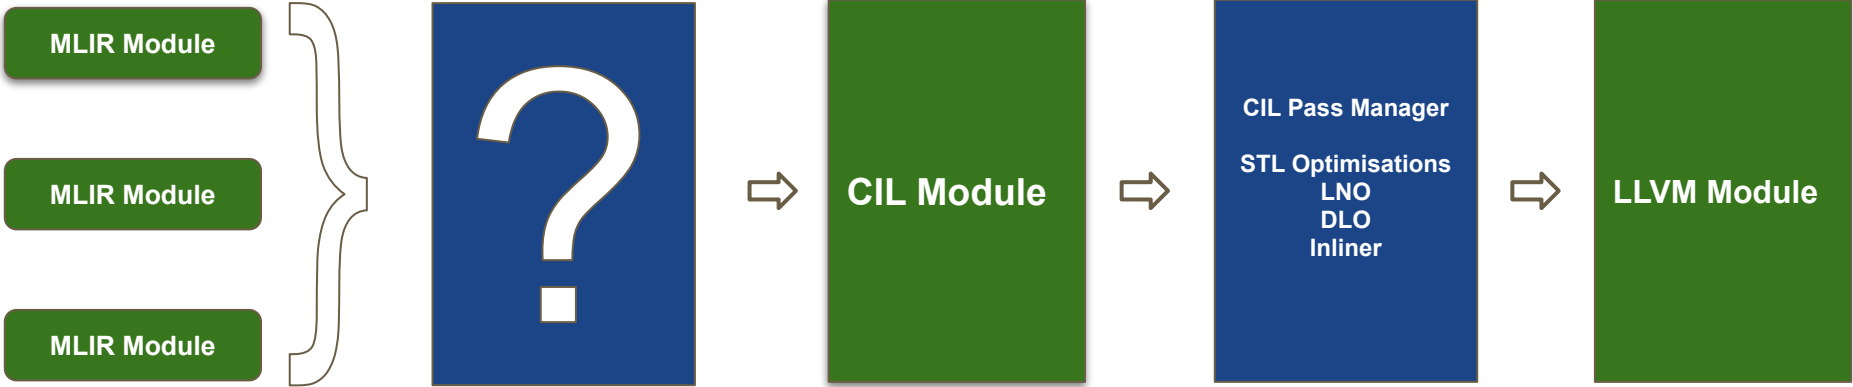 MLIR Module
MLIR Module
MLIR Module
?
CIL Module
CIL Pass Manager
STL Optimisations
LNO
DLO
Inliner
LLVM Module